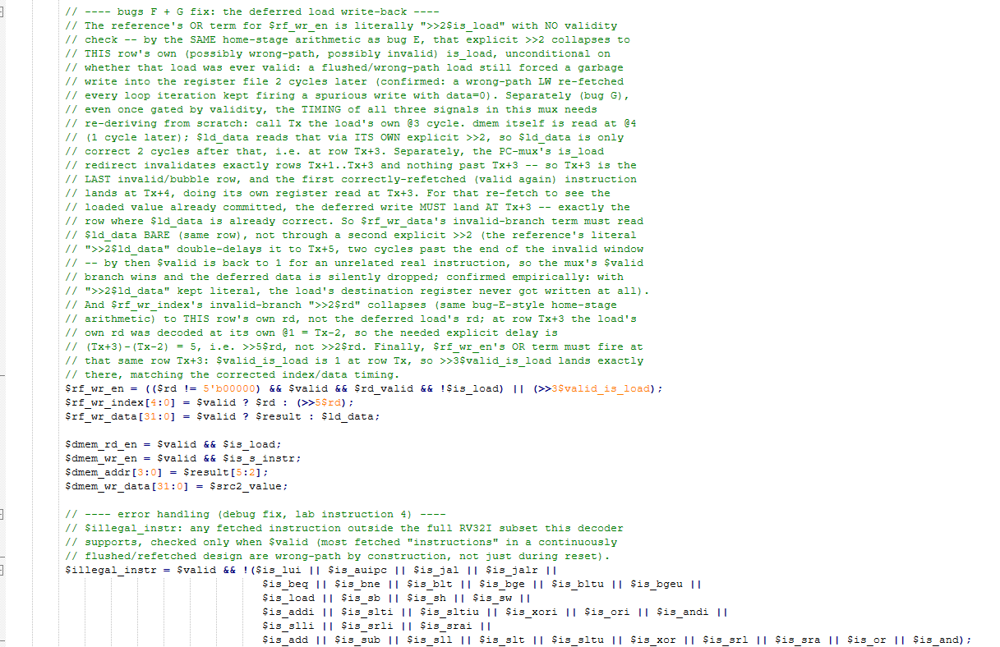 // ---- bugs F + G fix: the deferred load write-back ----
// The reference's OR term for $rf_wr_en is literally ">>2$is_load" with NO validity
// check -- by the SAME home-stage arithmetic as bug E, that explicit >>2 collapses to
// THIS row's own (possibly wrong-path, possibly invalid) is_load, unconditional on
// whether that load was ever valid: a flushed/wrong-path load still forced a garbage
// write into the register file 2 cycles later (confirmed: a wrong-path LW re-fetched
// every loop iteration kept firing a spurious write with data=0). Separately (bug G),
// even once gated by validity, the TIMING of all three signals in this mux needs
// re-deriving from scratch: call Tx the load's own @3 cycle. dmem itself is read at @4
// (1 cycle later); $ld_data reads that via ITS OWN explicit >>2, so $ld_data is only
// correct 2 cycles after that, i.e. at row Tx+3. Separately, the PC-mux's is_load
// redirect invalidates exactly rows Tx+1..Tx+3 and nothing past Tx+3 -- so Tx+3 is the
// LAST invalid/bubble row, and the first correctly-refetched (valid again) instruction
// lands at Tx+4, doing its own register read at Tx+3. For that re-fetch to see the
// loaded value already committed, the deferred write MUST land AT Tx+3 -- exactly the
// row where $ld_data is already correct. So $rf_wr_data's invalid-branch term must read
// $ld_data BARE (same row), not through a second explicit >>2 (the reference's literal
// ">>2$ld_data" double-delays it to Tx+5, two cycles past the end of the invalid window
// -- by then $valid is back to 1 for an unrelated real instruction, so the mux's $valid
// branch wins and the deferred data is silently dropped; confirmed empirically: with
// ">>2$ld_data" kept literal, the load's destination register never got written at all).
// And $rf_wr_index's invalid-branch ">>2$rd" collapses (same bug-E-style home-stage
// arithmetic) to THIS row's own rd, not the deferred load's rd; at row Tx+3 the load's
// own rd was decoded at its own @1 = Tx-2, so the needed explicit delay is
// (Tx+3)-(Tx-2) = 5, i.e. >>5$rd, not >>2$rd. Finally, $rf_wr_en's OR term must fire at
// that same row Tx+3: $valid_is_load is 1 at row Tx, so >>3$valid_is_load lands exactly
// there, matching the corrected index/data timing.
$rf_wr_en = (($rd != 5'b00000) && $valid && $rd_valid && !$is_load) || (>>3$valid_is_load);
$rf_wr_index[4:0] = $valid ? $rd : (>>5$rd);
$rf_wr_data[31:0] = $valid ? $result : $ld_data;
$dmem_rd_en = $valid && $is_load;
$dmem_wr_en = $valid && $is_s_instr;
$dmem_addr[3:0] = $result[5:2];
$dmem_wr_data[31:0] = $src2_value;
// ---- error handling (debug fix, lab instruction 4) ----
// $illegal_instr: any fetched instruction outside the full RV32I subset this decoder
// supports, checked only when $valid (most fetched "instructions" in a continuously
// flushed/refetched design are wrong-path by construction, not just during reset).
$illegal_instr = $valid && !($is_lui || $is_auipc || $is_jal || $is_jalr ||
$is_beq || $is_bne || $is_blt || $is_bge || $is_bltu || $is_bgeu ||
$is_load || $is_sb || $is_sh || $is_sw ||
$is_addi || $is_slti || $is_sltiu || $is_xori || $is_ori || $is_andi ||
$is_slli || $is_srli || $is_srai ||
$is_add || $is_sub || $is_sll || $is_slt || $is_sltu || $is_xor || $is_srl || $is_sra || $is_or || $is_and);